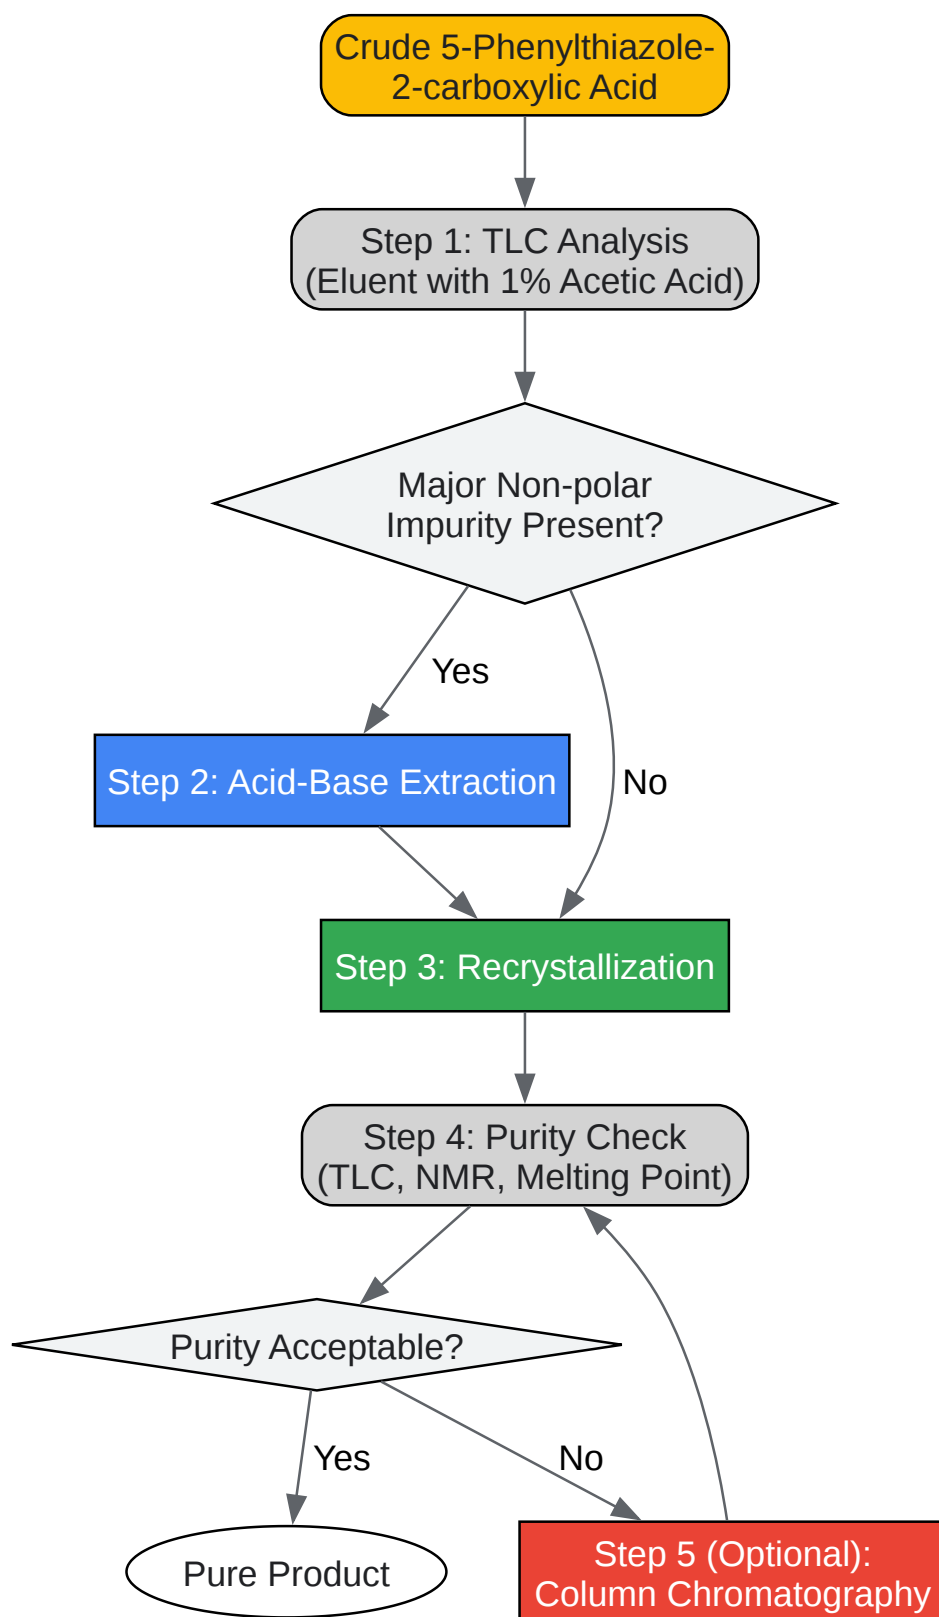 Crude 5-Phenylthiazole-
2-carboxylic Acid
Step 1: TLC Analysis
(Eluent with 1% Acetic Acid)
Major Non-polar
Impurity Present?
Yes
No
Step 2: Acid-Base Extraction
Step 3: Recrystallization
Step 4: Purity Check
(TLC, NMR, Melting Point)
Purity Acceptable?
Yes
No
Pure Product
Step 5 (Optional):
Column Chromatography